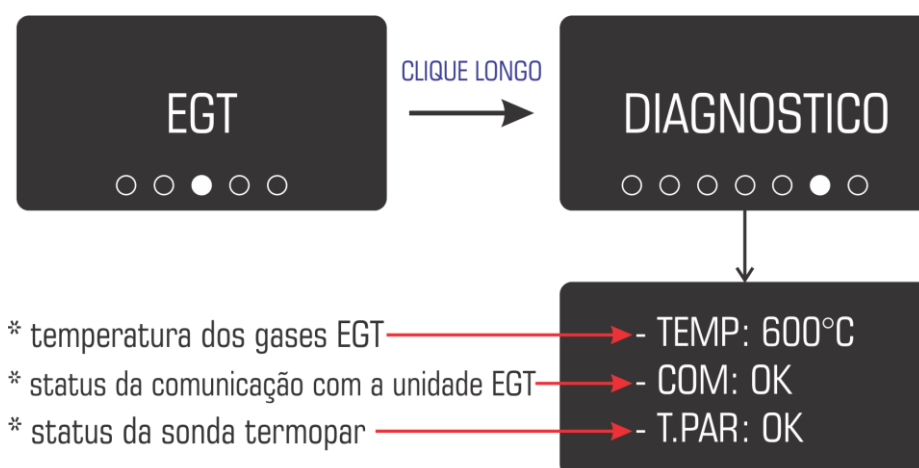 EGT
CLIQUE LONGO
DIAGNOSTICO
* temperatura dos gases EGT
- TEMP: 600°C
* status da comunicação com a unidade EGT
- COM: OK
* status da sonda termopar
- T.PAR: OK